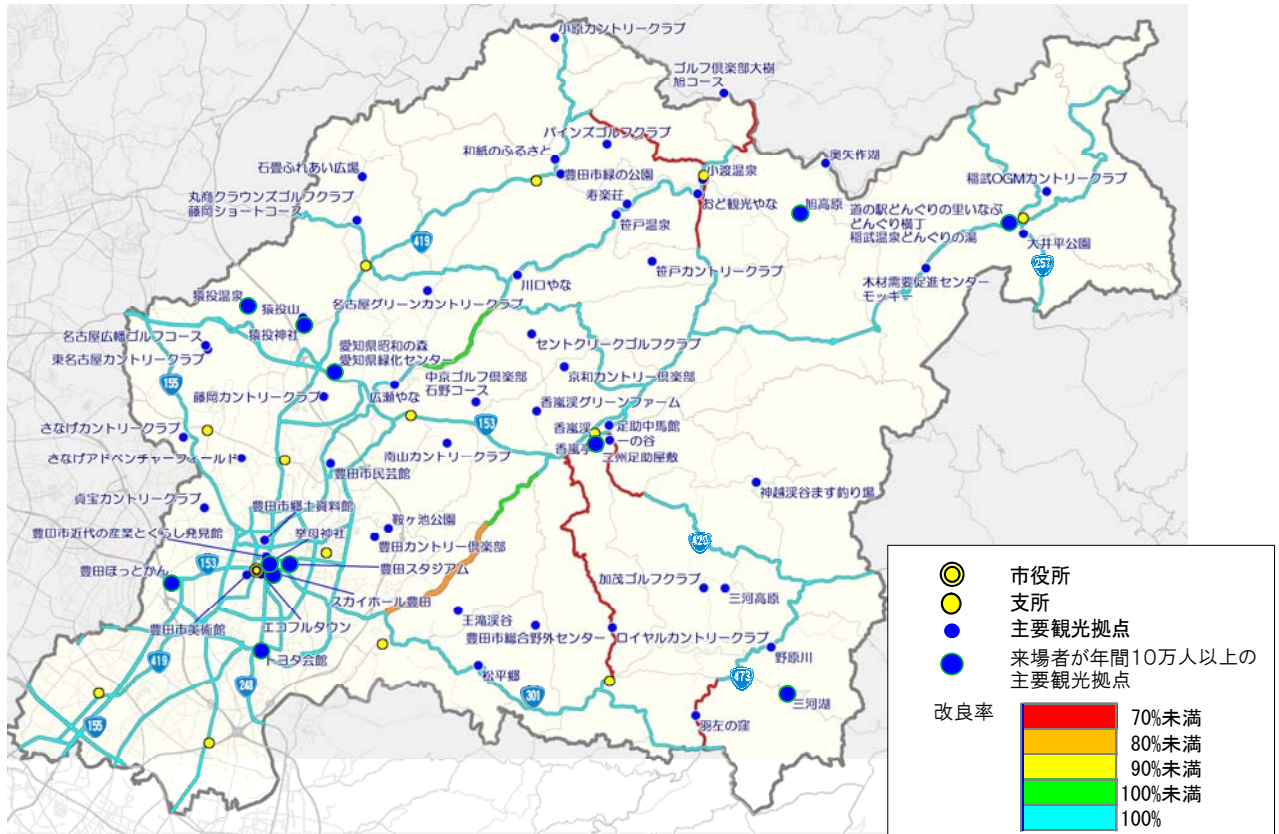 小原カントリークラブ
ゴルフ倶楽部大樹
旭コース
パインズゴルフクラブ
和紙のふるさと
石畳ふれあい広場
豊田市緑の公園
小渡温泉
奥矢作湖
稲武OGMカントリークラブ
丸商クラウンズゴルフクラブ
藤岡ショートコース
寿楽荘
おど観光やな
旭高原
道の駅どんぐりの里いなぶ
どんぐり横丁
稲武温泉どんぐりの湯
笹戸温泉
大井平公園
419
257
笹戸カントリークラブ
川口やな
木材需要促進センター
モッキー
猿投温泉
名古屋グリーンカントリークラブ
猿投山
猿投神社
名古屋広幡ゴルフコース
東名古屋カントリークラブ
愛知県昭和の森
愛知県緑化センター
セントクリークゴルフクラブ
155
中京ゴルフ倶楽部
石野コース
京和カントリー倶楽部
藤岡カントリークラブ
広瀬やな
香嵐渓グリーンファーム
153
さなげカントリークラブ
香嵐渓
足助中馬館
香嵐亭
一の谷
三州足助屋敷
さなげアドベンチャーフィールド
南山カントリークラブ
豊田市民芸館
神越渓谷ます釣り場
貞宝カントリークラブ
豊田市郷土資料館
鞍ヶ池公園
豊田市近代の産業とくらし発見館
挙母神社
豊田カントリー倶楽部
420
153
豊田スタジアム
豊田ほっとかん
加茂ゴルフクラブ
三河高原
スカイホール豊田
王滝渓谷
豊田市美術館
エコフルタウン
豊田市総合野外センター
ロイヤルカントリークラブ
トヨタ会館
419
野原川
松平郷
473
248
301
三河湖
155
羽左の窪
市役所
支所
主要観光拠点
来場者が年間10万人以上の
主要観光拠点
改良率
70%未満
80%未満
90%未満
100%未満
100%